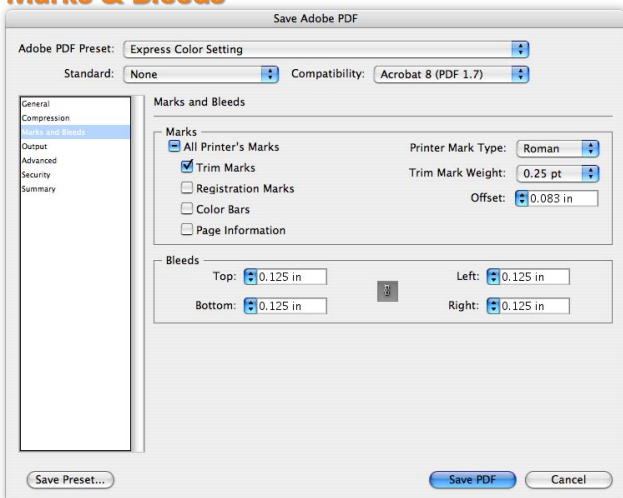 Marks & Bleeds
Save Adobe PDF
Adobe PDF Preset: Express Color Setting
Standard: None Compatibility: Acrobat 8 (PDF 1.7)
General
Compression
Marks and Bleeds
Output
Advanced
Security
Summary
Marks and Bleeds
Marks
All Printer's Marks Printer Mark Type: Roman
Trim Marks Trim Mark Weight: 0.25 pt
Registration Marks Offset: 0.083 in
Color Bars
Page Information
Bleeds
Top: 0.125 in Left: 0.125 in
Bottom: 0.125 in Right: 0.125 in
Save Preset... Save PDF Cancel